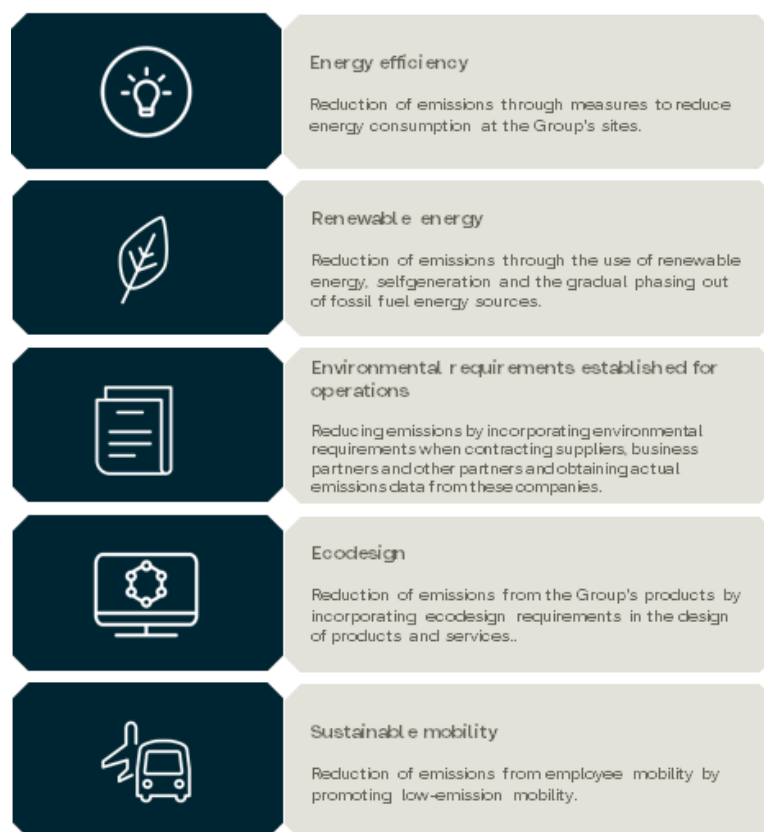 Energy efficiency
Reduction of emissions through measures to reduce
energy consumption at the Group's sites.
Renewable energy
Reduction of emissions through the use of renewable
energy, selfgeneration and the gradual phasing out
of fossil fuel energy sources.
Environmental requirements established for
operations
Reducing emissions by incorporating environmental
requirements when contracting suppliers, business
partners and other partners and obtaining actual
emissions data from these companies.
Ecodesign
Reduction of emissions from the Group's products by
incorporating ecodesign requirements in the design
of products and services..
Sustainable mobility
Reduction of emissions from employee mobility by
promoting low-emission mobility.